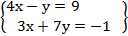 4x − y = 9
3x + 7y = −1